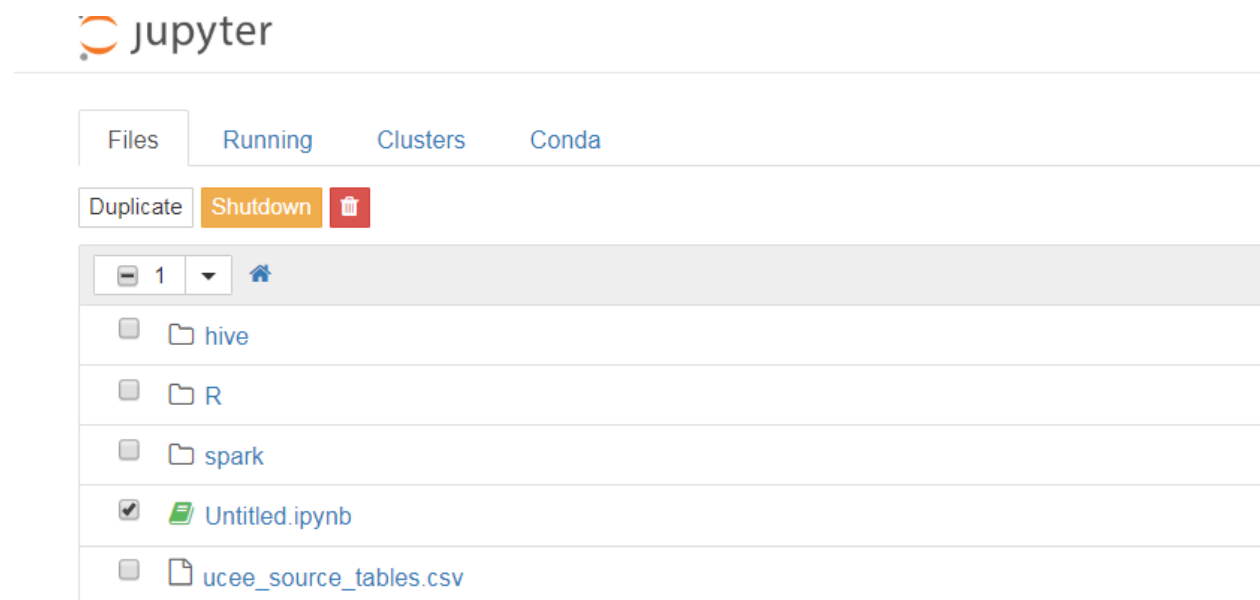 jupyter
Files Running Clusters Conda
Duplicate Shutdown
1
hive
R
spark
Untitled.ipynb
ucee_source_tables.csv